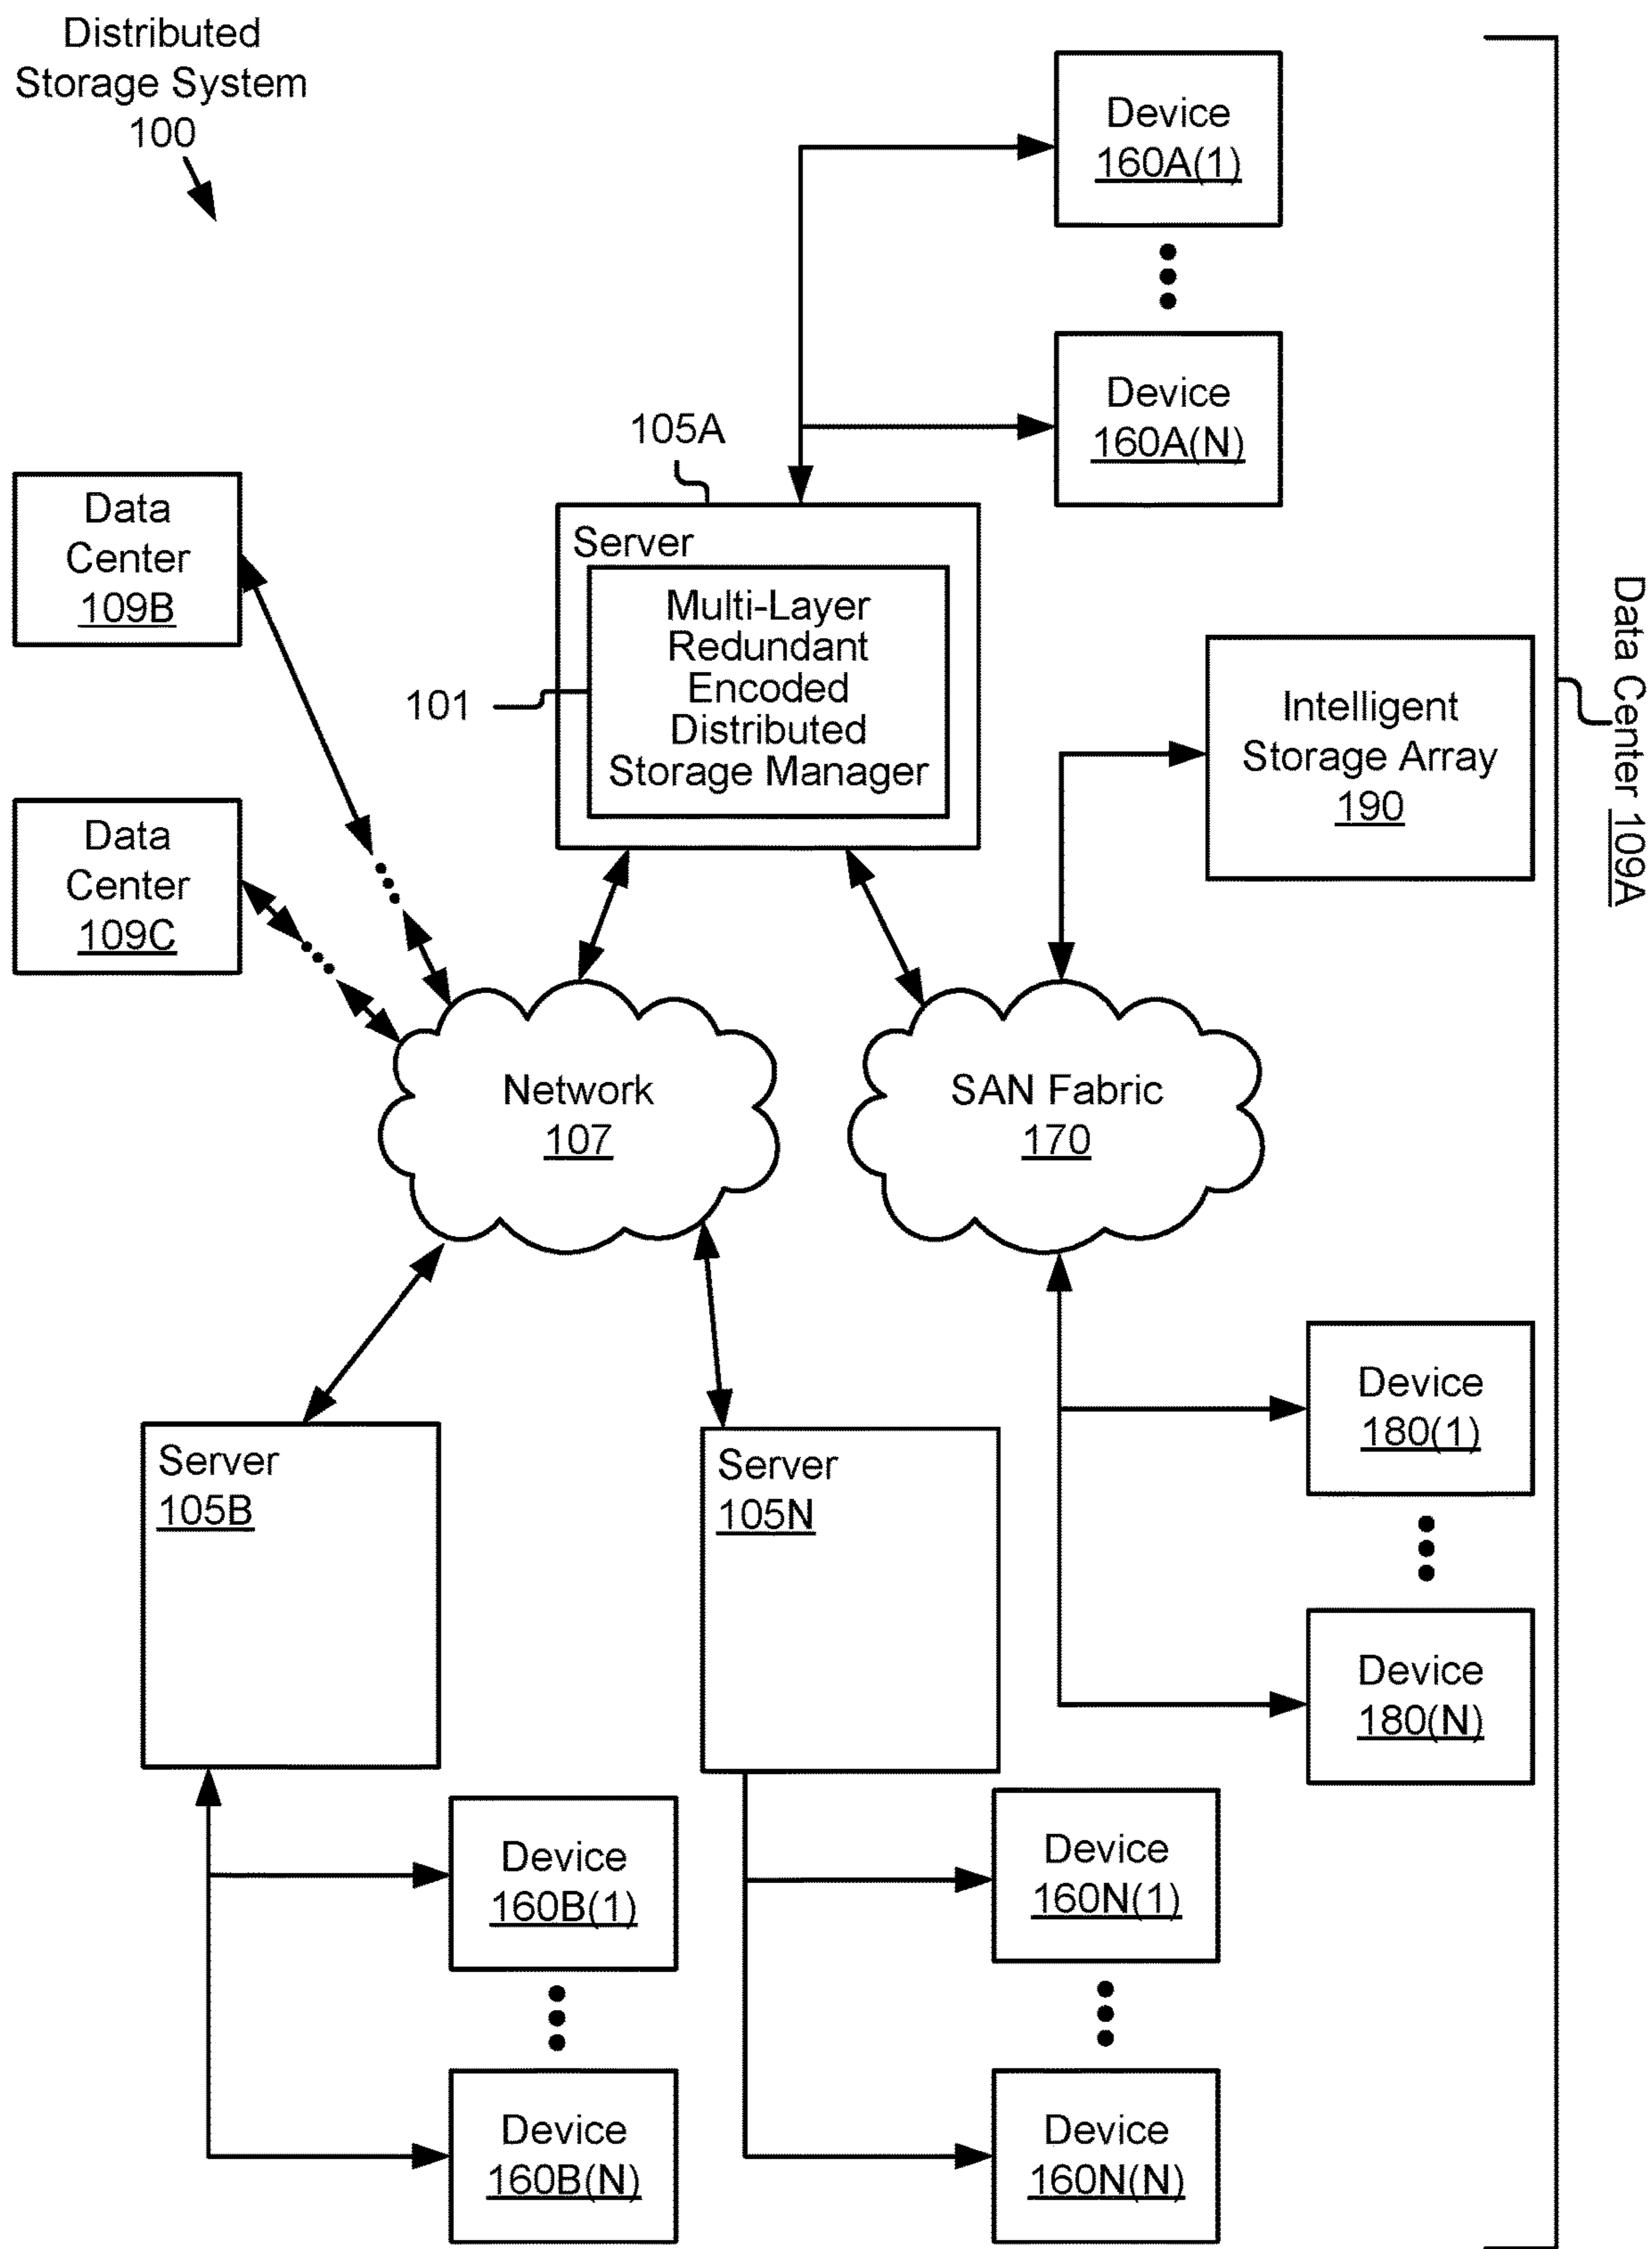 Distributed
Storage System
100
Device
160A(1)
Device
160A(N)
105A
Server
Multi-Layer
Redundant
Encoded
Distributed
Storage Manager
101
Data
Center
109B
Data
Center
109C
Intelligent
Storage Array
190
Data Center 109A
Network
107
SAN Fabric
170
Device
180(1)
Device
180(N)
Server
105B
Server
105N
Device
160B(1)
Device
160B(N)
Device
160N(1)
Device
160N(N)